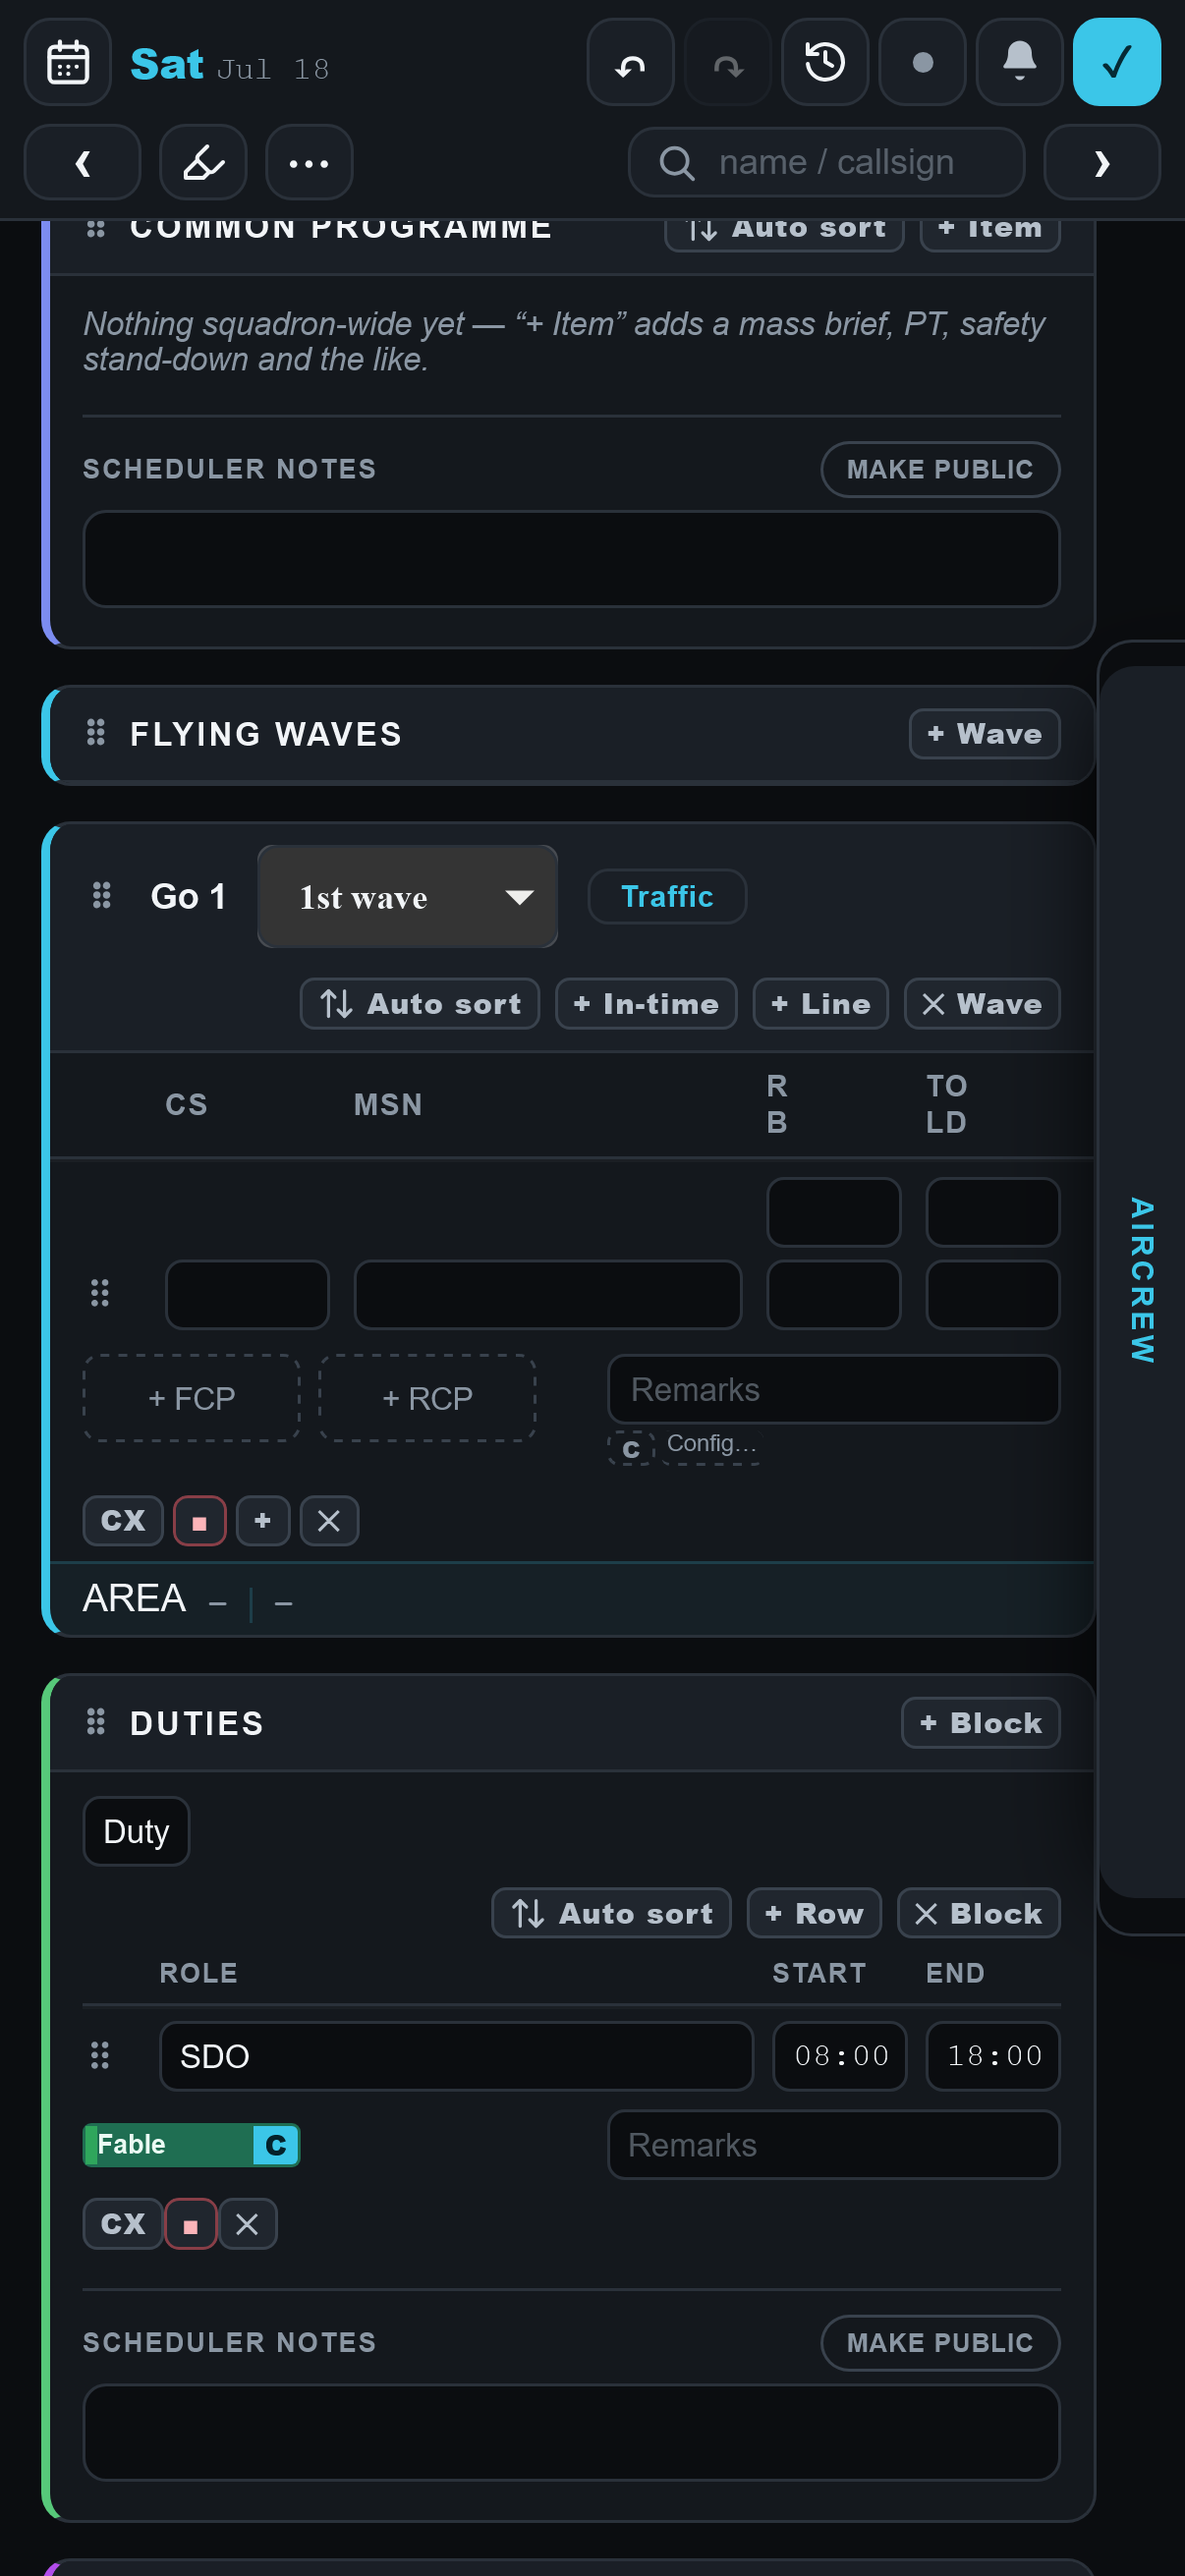 Sat Jul 18
name / callsign
COMMON PROGRAMME Auto sort + Item
Nothing squadron-wide yet — “+ Item” adds a mass brief, PT, safety
stand-down and the like.
SCHEDULER NOTES MAKE PUBLIC
FLYING WAVES + Wave
Go 1 1st wave Traffic
Auto sort + In-time + Line × Wave
CS MSN R TO
B LD
+ FCP + RCP Remarks
C Config…
CX + ×
AREA – | –
AIRCREW
DUTIES + Block
Duty
Auto sort + Row × Block
ROLE START END
SDO 08:00 18:00
Fable C Remarks
CX ×
SCHEDULER NOTES MAKE PUBLIC